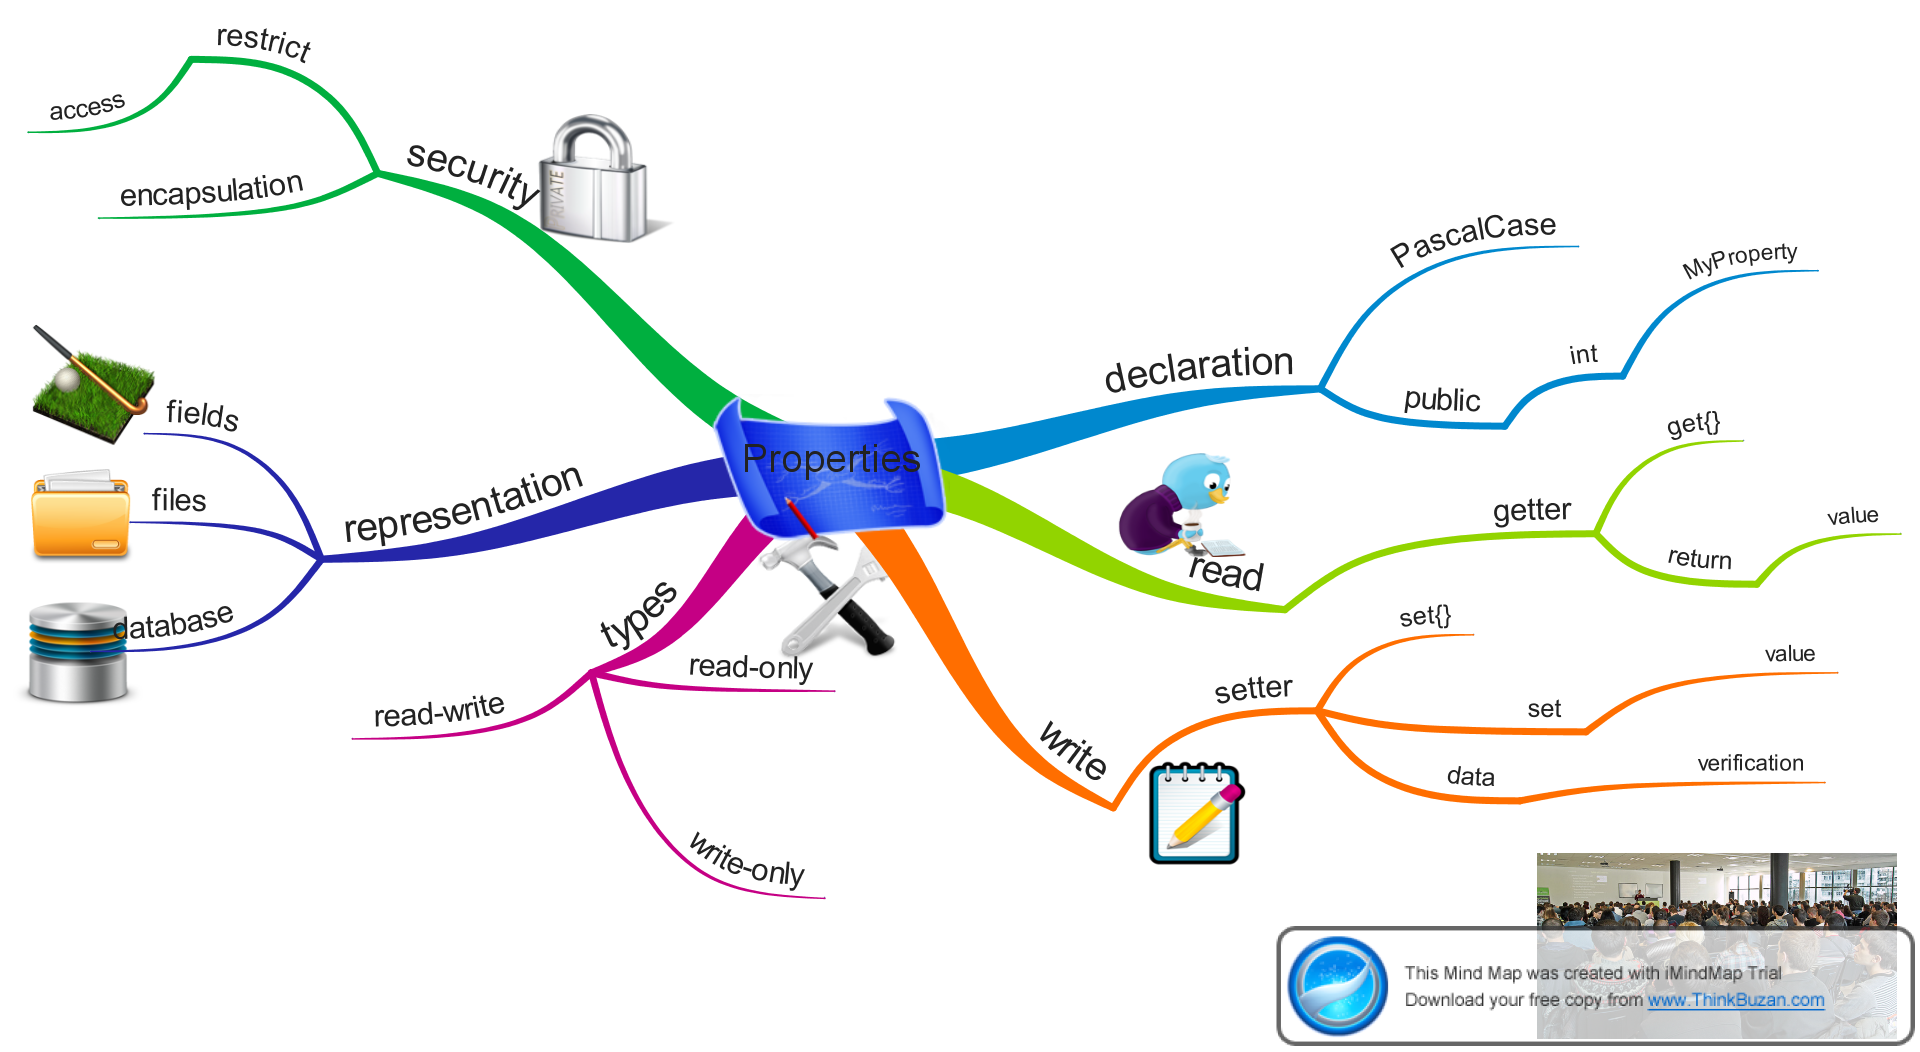 restrict
access
security
encapsulation
PRIVATE
fields
files
representation
database
types
read-only
read-write
write-only
Properties
declaration
PascalCase
public
int
MyProperty
read
getter
get{}
return
value
write
setter
set{}
set
value
data
verification
This Mind Map was created with iMindMap Trial
Download your free copy from www.ThinkBuzan.com